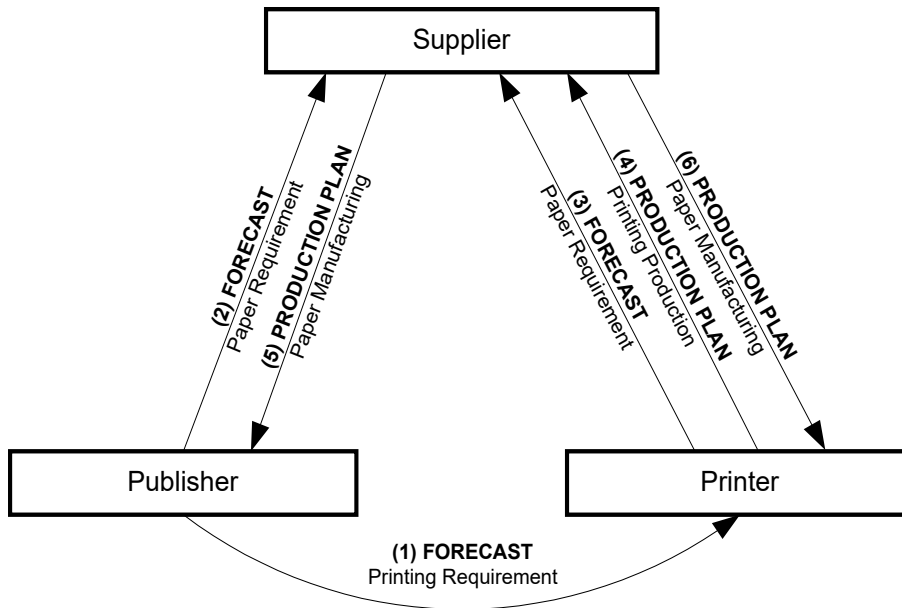 Supplier
(2) FORECAST
Paper Requirement
(5) PRODUCTION PLAN
Paper Manufacturing
(3) FORECAST
Paper Requirement
(4) PRODUCTION PLAN
Printing Production
(6) PRODUCTION PLAN
Paper Manufacturing
Publisher
Printer
(1) FORECAST
Printing Requirement